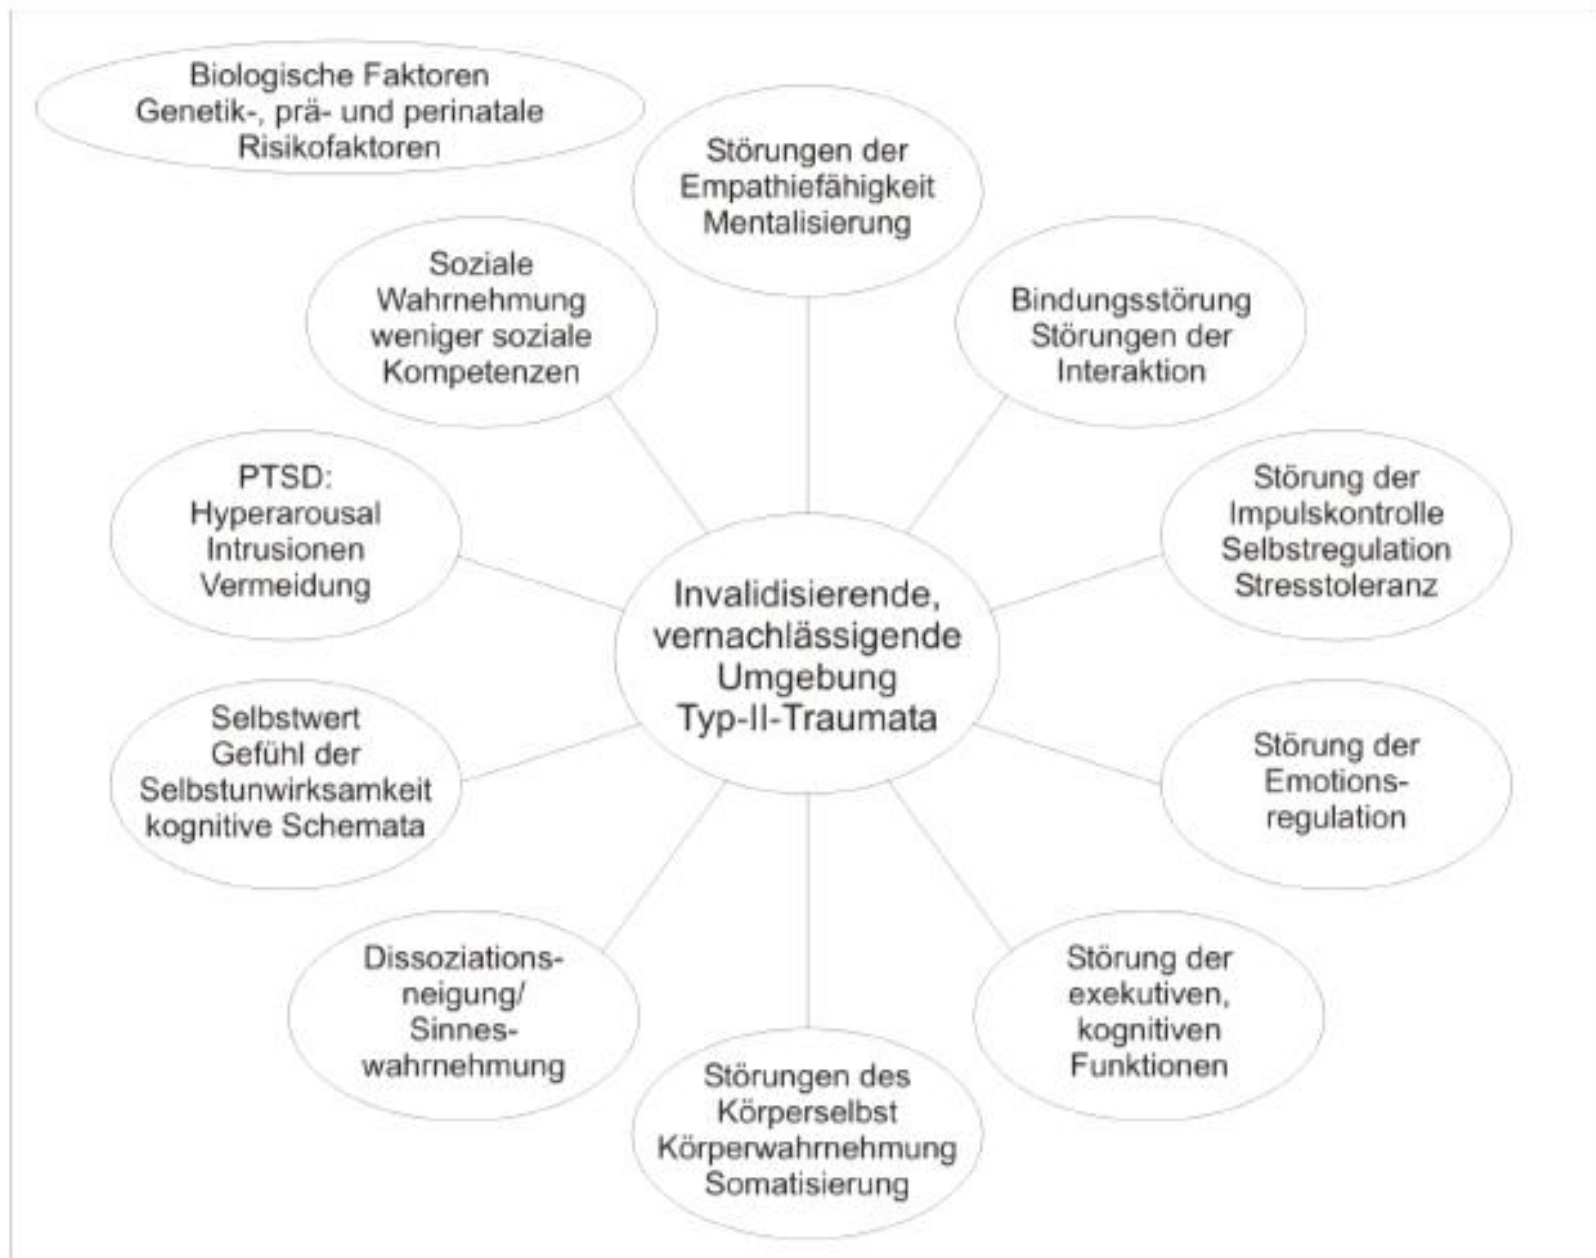 Biologische Faktoren
Genetik-, prä- und perinatale
Risikofaktoren
Störungen der
Empathiefähigkeit
Mentalisierung
Soziale
Wahrnehmung
weniger soziale
Kompetenzen
Bindungsstörung
Störungen der
Interaktion
PTSD:
Hyperarousal
Intrusionen
Vermeidung
Störung der
Impulskontrolle
Selbstregulation
Stresstoleranz
Invalidisierende,
vernachlässigende
Umgebung
Typ-II-Traumata
Selbstwert
Gefühl der
Selbstunwirksamkeit
kognitive Schemata
Störung der
Emotions-
regulation
Dissoziations-
neigung/
Sinnes-
wahrnehmung
Störungen des
Körperselbst
Körperwahrnehmung
Somatisierung
Störung der
exekutiven,
kognitiven
Funktionen